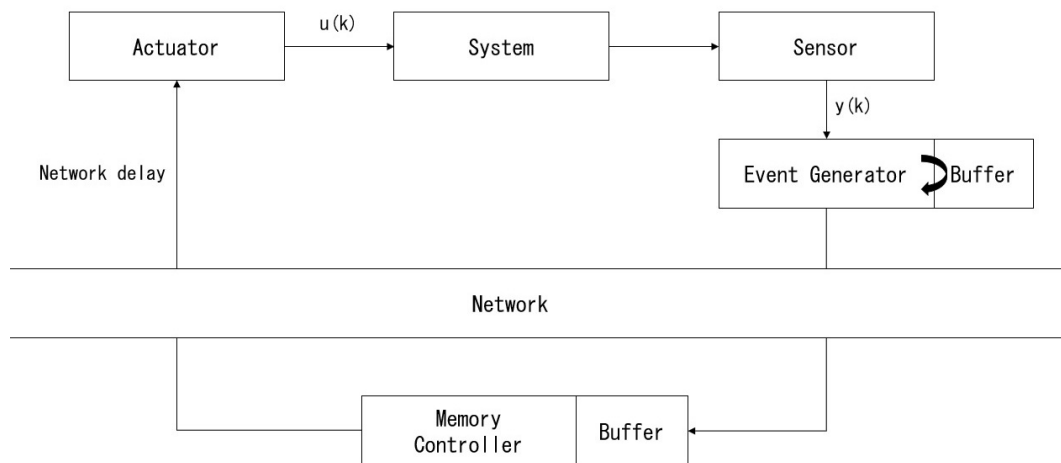 u(k)
Actuator
System
Sensor
y(k)
Network delay
Event Generator
Buffer
Network
Memory
Controller
Buffer